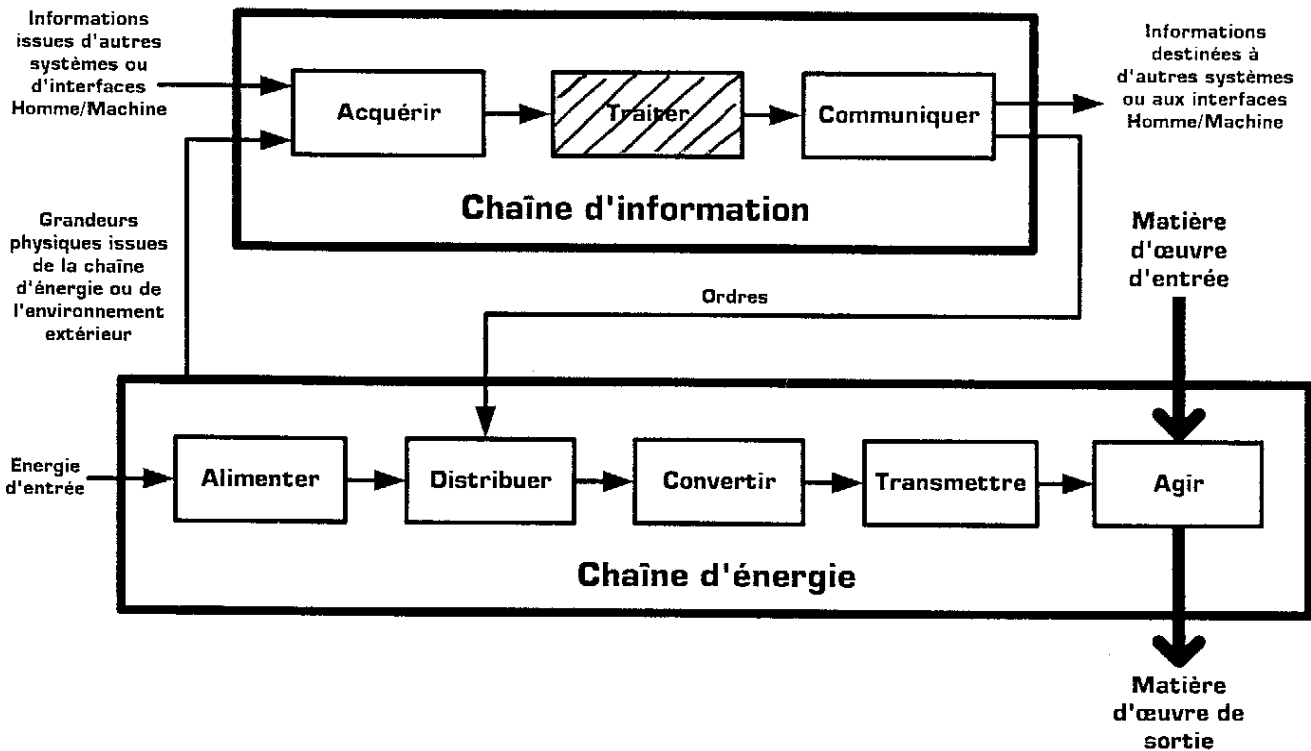 Informations
issues d'autres
systèmes ou
d'interfaces
Homme/Machine
Acquérir
Traiter
Communiquer
Informations
destinées à
d'autres systèmes
ou aux interfaces
Homme/Machine
Chaîne d'information
Grandeurs
physiques issues
de la chaîne
d'énergie ou de
l'environnement
extérieur
Ordres
Matière
d'œuvre
d'entrée
Energie
d'entrée
Alimenter
Distribuer
Convertir
Transmettre
Agir
Chaîne d'énergie
Matière
d'œuvre de
sortie